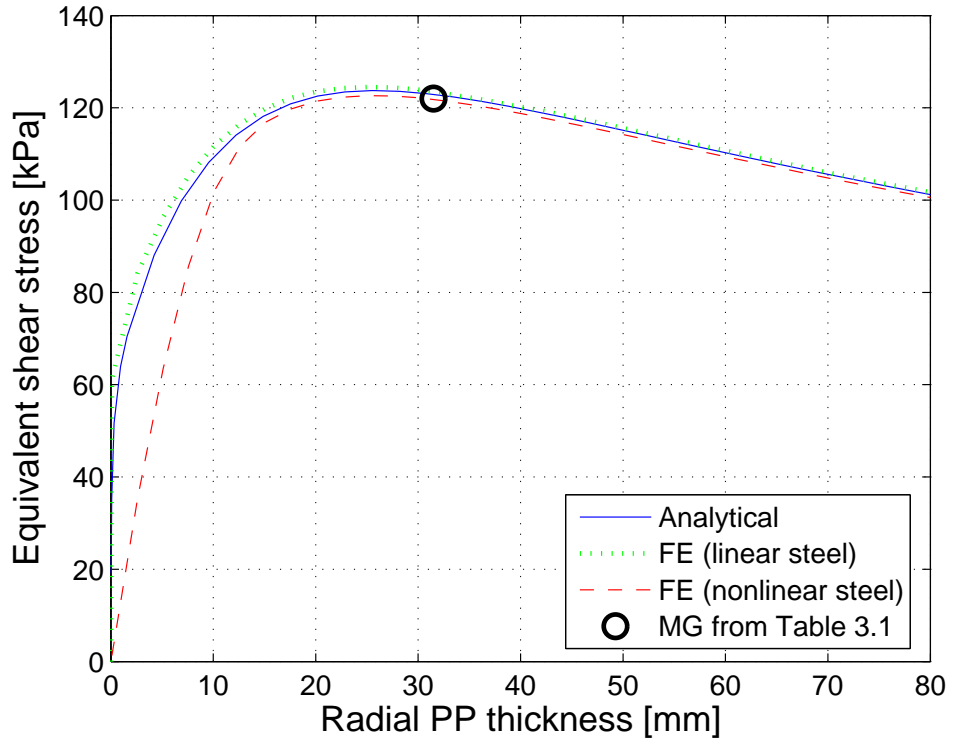 140
120
100
80
60
40
20
0
Equivalent shear stress [kPa]
Analytical
FE (linear steel)
FE (nonlinear steel)
MG from Table 3.1
0 10 20 30 40 50 60 70 80
Radial PP thickness [mm]